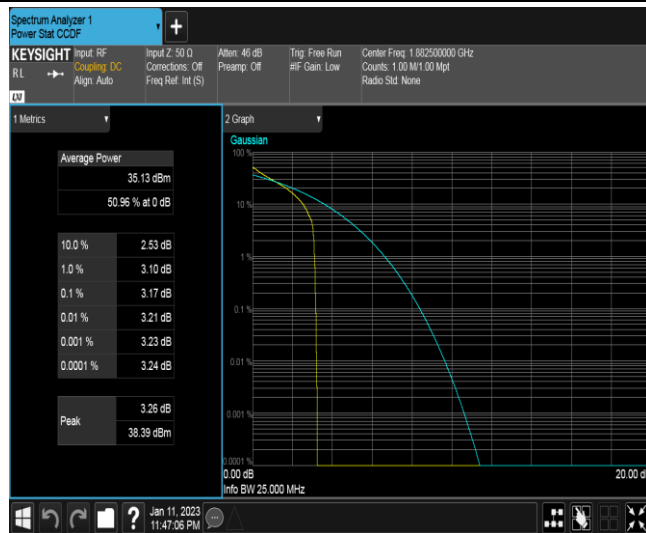 Spectrum Analyzer 1
Power Stat CCDF
+
KEYSIGHT
RL
Input: RF
Coupling: DC
Align: Auto
Input Z: 50 Ω
Corrections: Off
Freq Ref: Int (S)
Atten: 46 dB
Preamp: Off
Trig: Free Run
#IF Gain: Low
Center Freq: 1.882500000 GHz
Counts: 1.00 M/1.00 Mpt
Radio Std: None
1 Metrics
Average Power
35.13 dBm
50.96 % at 0 dB
10.0 % 2.53 dB
1.0 % 3.10 dB
0.1 % 3.17 dB
0.01 % 3.21 dB
0.001 % 3.23 dB
0.0001 % 3.24 dB
Peak
3.26 dB
38.39 dBm
2 Graph
Gaussian
100 %
10 %
1 %
0.1 %
0.01 %
0.001 %
0.0001 %
0.00 dB
20.00 d
Info BW 25.000 MHz
?
Jan 11, 2023
11:47:06 PM